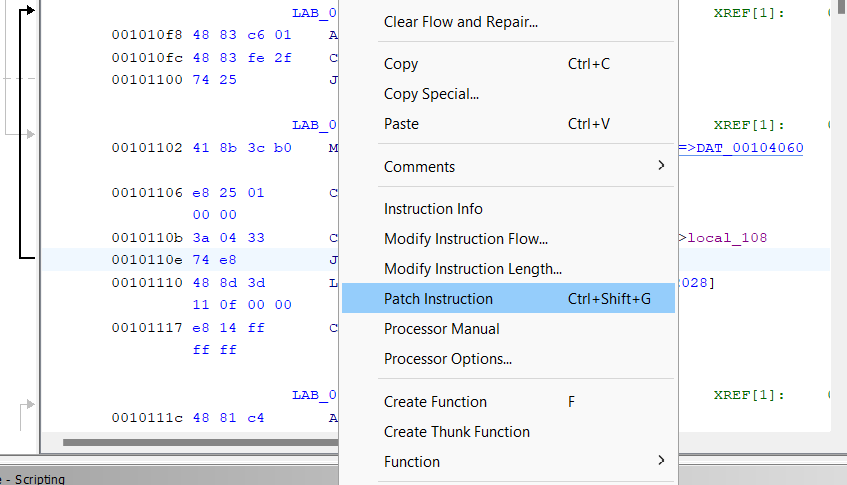 LAB_0 XREF[1]:
Clear Flow and Repair...
001010f8 48 83 c6 01 A
001010fc 48 83 fe 2f C
Copy Ctrl+C
00101100 74 25 J
Copy Special...
LAB_0 Paste Ctrl+V XREF[1]:
00101102 41 8b 3c b0 M =>DAT_00104060
Comments
00101106 e8 25 01 C
Instruction Info
00 00
0010110b 3a 04 33 C Modify Instruction Flow... >local_108
0010110e 74 e8 J
Modify Instruction Length...
00101110 48 8d 3d L 2028]
11 0f 00 00 Patch Instruction Ctrl+Shift+G
00101117 e8 14 ff C Processor Manual
ff ff
Processor Options...
LAB_0 Create Function F XREF[1]:
0010111c 48 81 c4 A
Create Thunk Function
Function
- Scripting